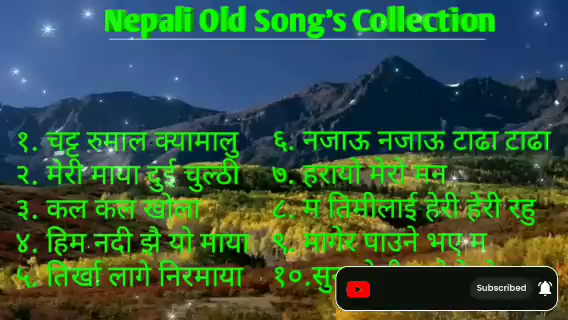 Nepali Old Song's Collection
१. चट्ट रुमाल क्यामालु
२. मेरी माया दुई चुल्ठी
३. कल कल खोला
४. हिम नदी झै यो माया
५. तिर्खा लागे निरमाया
६. नजाऊ नजाऊ टाढा टाढा
७. हरायो मेरो मन
८. म तिमीलाई हेरी हेरी रहु
९. मागेर पाउने भए म
१०.
Subscribed